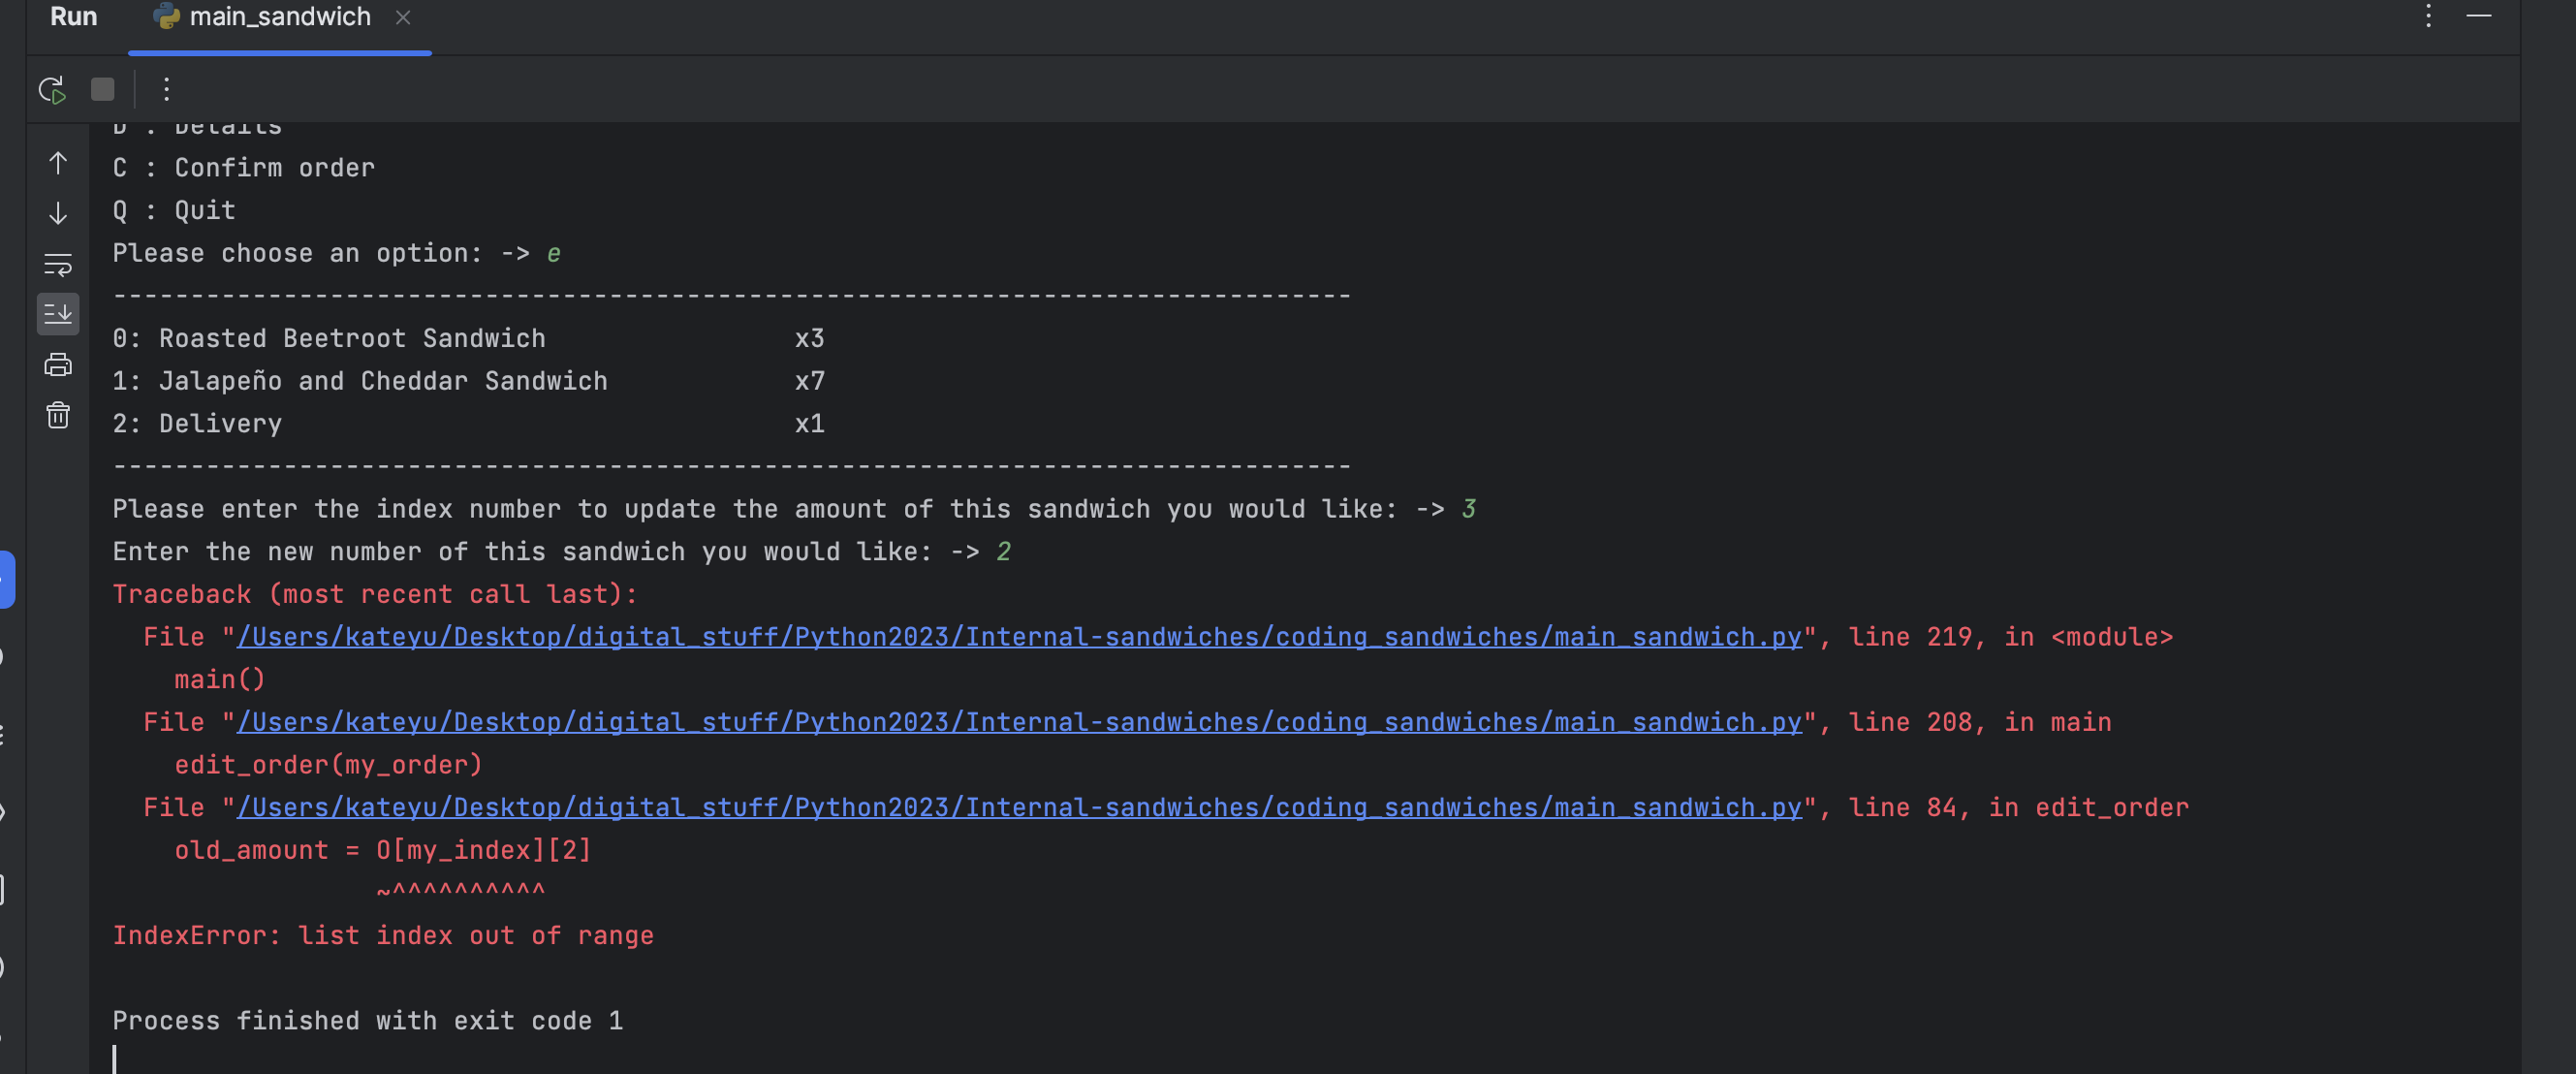 Run main_sandwich
D : Details
C : Confirm order
Q : Quit
Please choose an option: -> e
--------------------------------------------------------------------------------
0: Roasted Beetroot Sandwich                x3
1: Jalapeño and Cheddar Sandwich            x7
2: Delivery                                 x1
--------------------------------------------------------------------------------
Please enter the index number to update the amount of this sandwich you would like: -> 3
Enter the new number of this sandwich you would like: -> 2
Traceback (most recent call last):
  File "/Users/kateyu/Desktop/digital_stuff/Python2023/Internal-sandwiches/coding_sandwiches/main_sandwich.py", line 219, in <module>
    main()
  File "/Users/kateyu/Desktop/digital_stuff/Python2023/Internal-sandwiches/coding_sandwiches/main_sandwich.py", line 208, in main
    edit_order(my_order)
  File "/Users/kateyu/Desktop/digital_stuff/Python2023/Internal-sandwiches/coding_sandwiches/main_sandwich.py", line 84, in edit_order
    old_amount = O[my_index][2]
                 ~^^^^^^^^^^
IndexError: list index out of range
Process finished with exit code 1